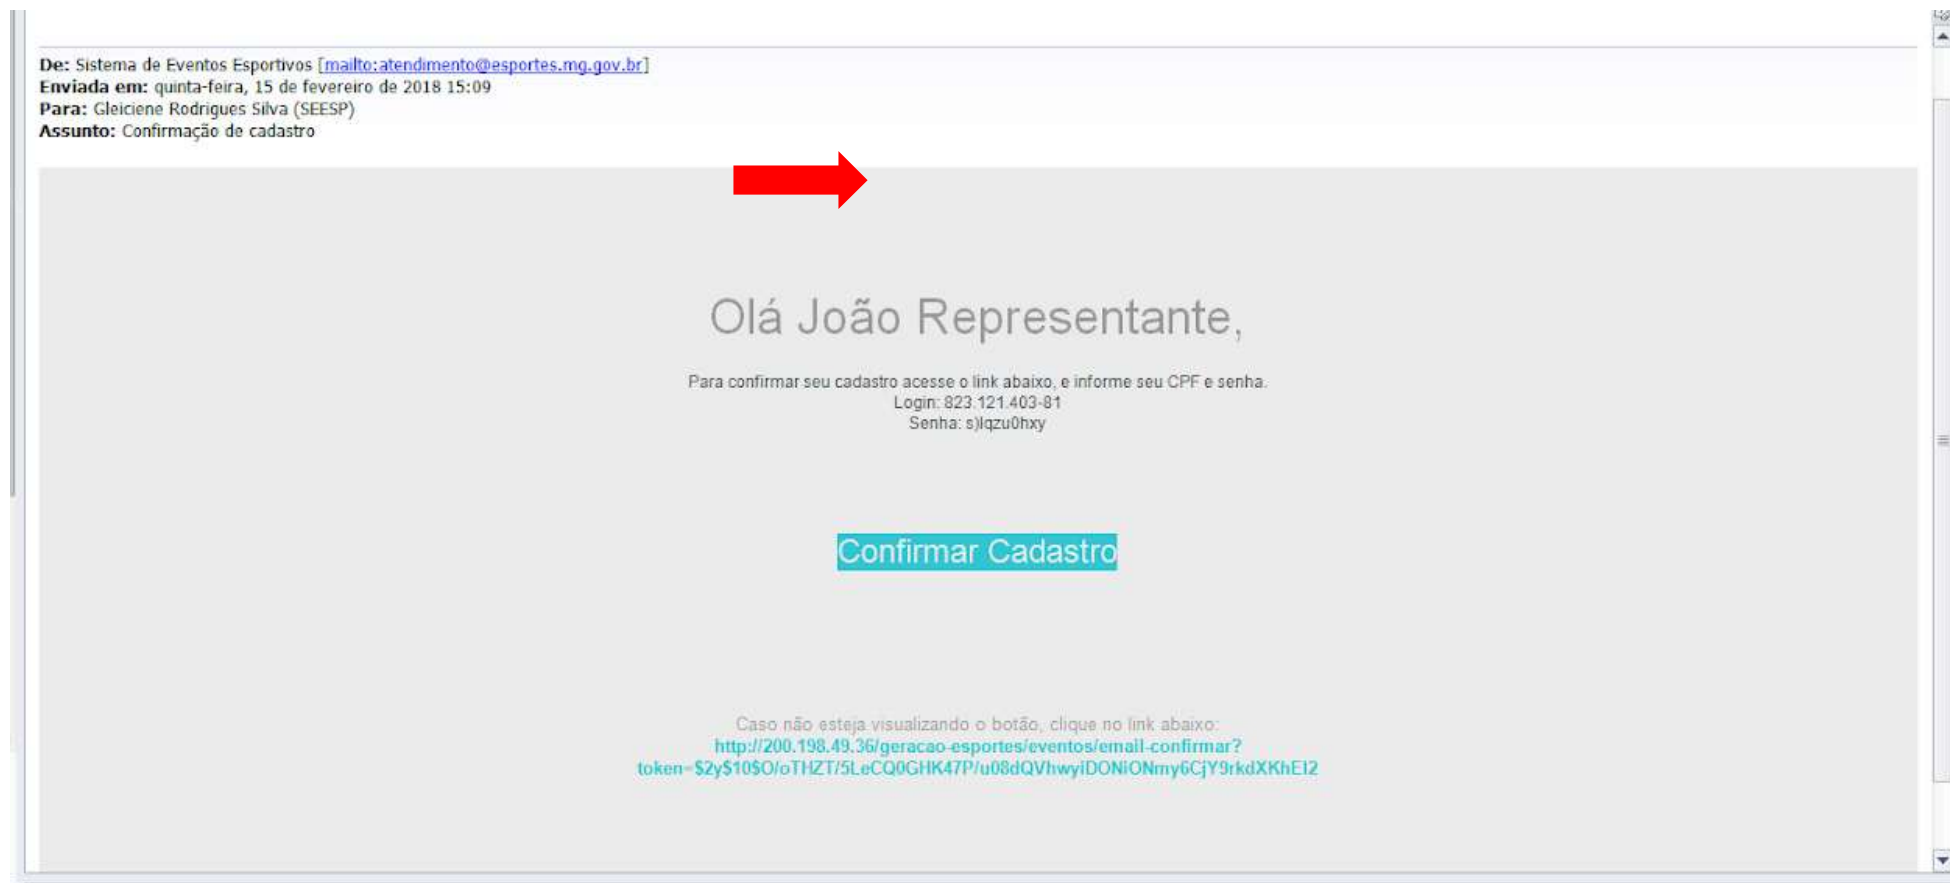 De: Sistema de Eventos Esportivos [mailto:atendimento@esportes.mg.gov.br]
Enviada em: quinta-feira, 15 de fevereiro de 2018 15:09
Para: Gleiciene Rodrigues Silva (SEESP)
Assunto: Confirmação de cadastro
Olá João Representante,
Para confirmar seu cadastro acesse o link abaixo, e informe seu CPF e senha.
Login: 823.121.403-81
Senha: s)lqzu0hxy
Confirmar Cadastro
Caso não esteja visualizando o botão, clique no link abaixo:
http://200.198.49.36/geracao-esportes/eventos/email-confirmar?
token=$2y$10$O/oTHZT/5LeCQ0GHK47P/u08dQVhwyiDONiONmy6CjY9rkdXKhEI2